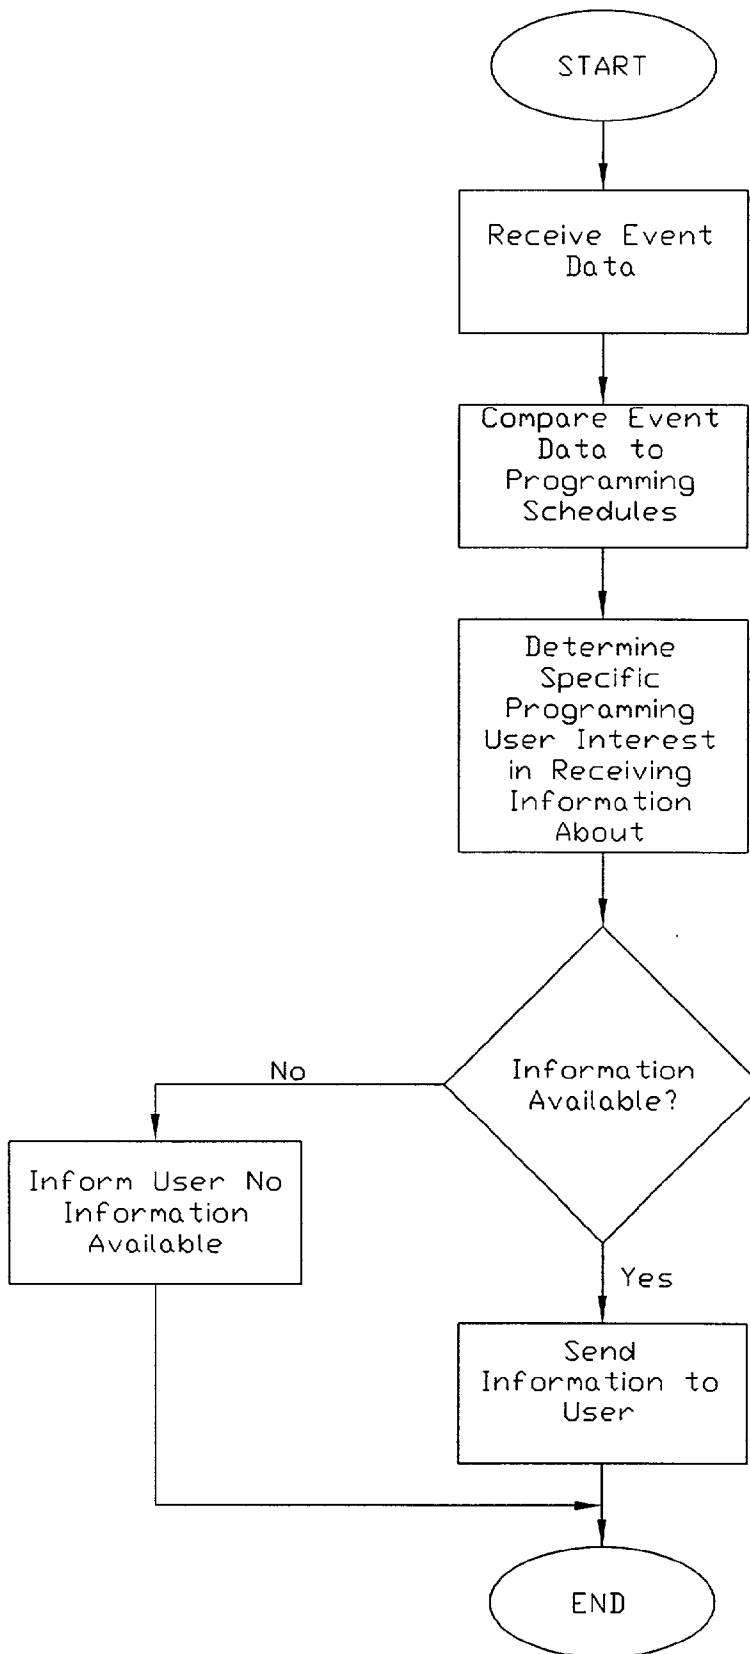 START
Receive Event
Data
Compare Event
Data to
Programming
Schedules
Determine
Specific
Programming
User Interest
in Receiving
Information
About
Information
Available?
No
Inform User No
Information
Available
Yes
Send
Information to
User
END